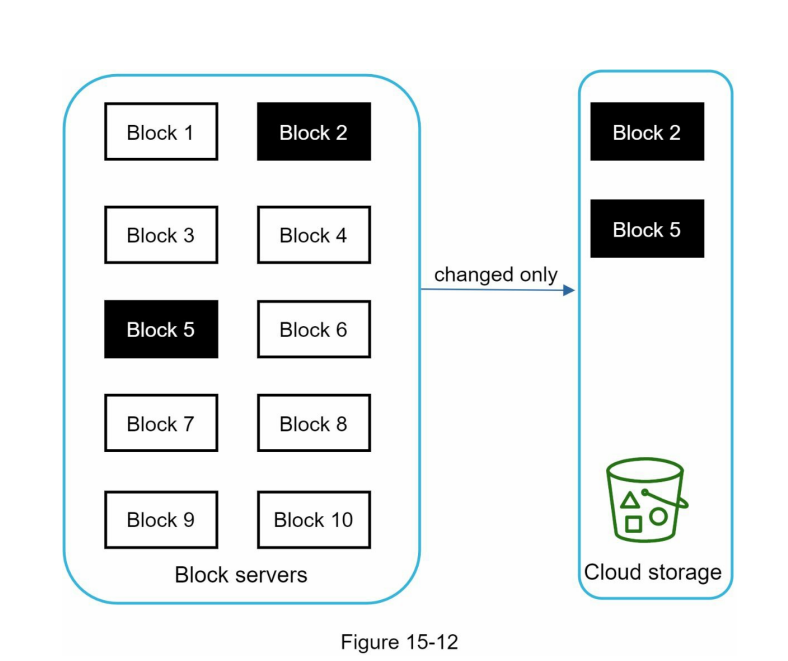 Block 1
Block 2
Block 3
Block 4
Block 5
Block 6
Block 7
Block 8
Block 9
Block 10
Block servers
changed only
Block 2
Block 5
Cloud storage
Figure 15-12